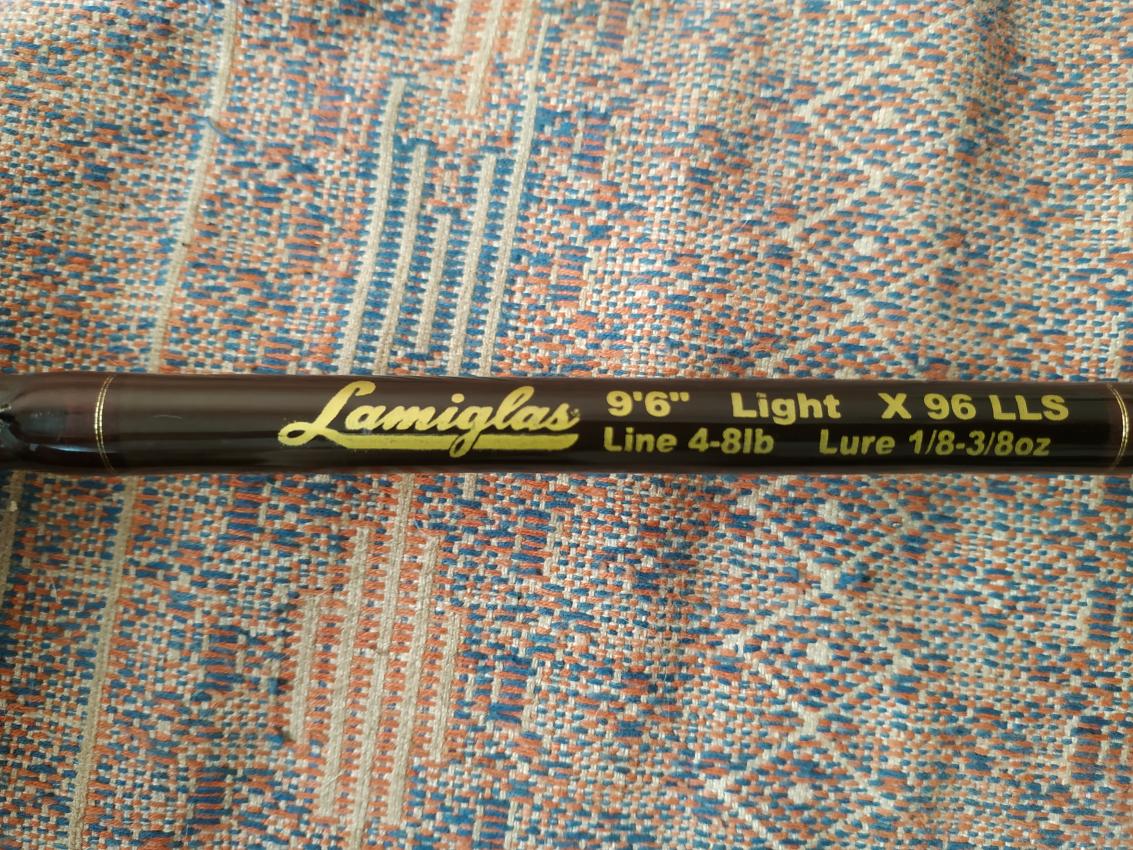 Lamiglas 9'6" Light X 96 LLS
Line 4-8lb Lure 1/8-3/8oz